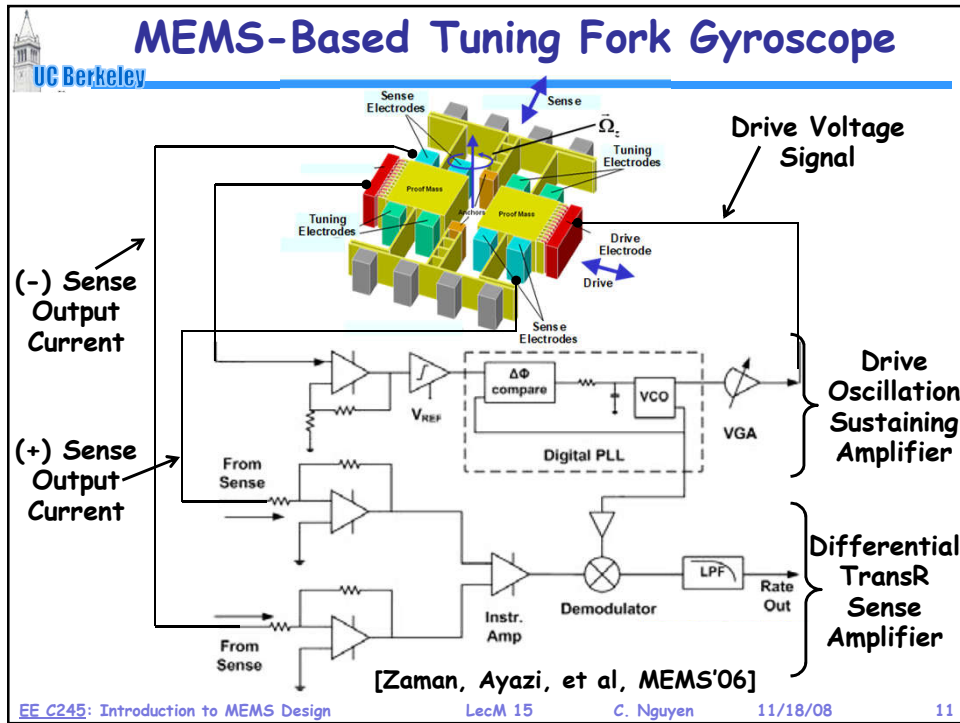 MEMS-Based Tuning Fork Gyroscope
UC Berkeley
Sense
Electrodes
Sense
Ω_z
Tuning
Electrodes
Drive Voltage
Signal
Proof Mass
Anchors
Proof Mass
Tuning
Electrodes
Drive
Electrode
Drive
Sense
Electrodes
(-) Sense
Output
Current
ΔΦ
compare
VCO
V_REF
VGA
Digital PLL
Drive
Oscillation
Sustaining
Amplifier
(+) Sense
Output
Current
From
Sense
LPF
Rate
Out
Instr.
Amp
Demodulator
Differential
TransR
Sense
Amplifier
From
Sense
[Zaman, Ayazi, et al, MEMS'06]
EE C245: Introduction to MEMS Design LecM 15 C. Nguyen 11/18/08 11